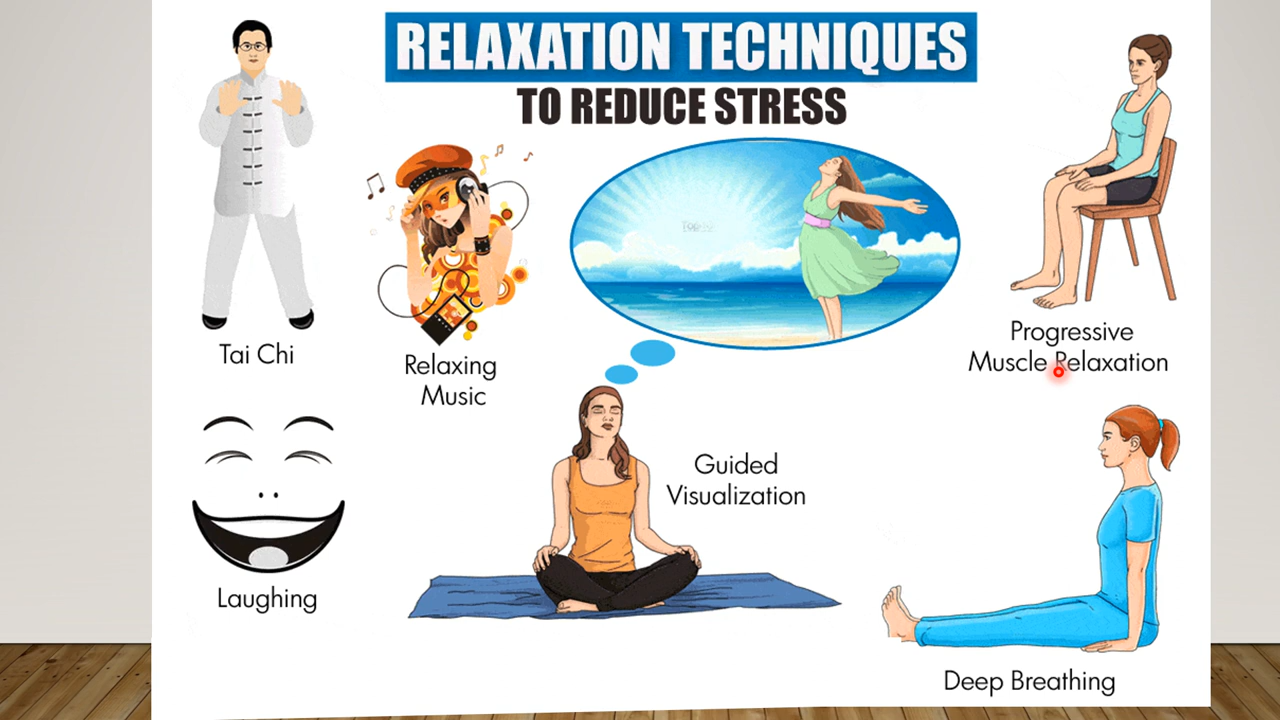 RELAXATION TECHNIQUES
TO REDUCE STRESS
Tai Chi
Relaxing
Music
Progressive
Muscle Relaxation
Guided
Visualization
Laughing
Deep Breathing